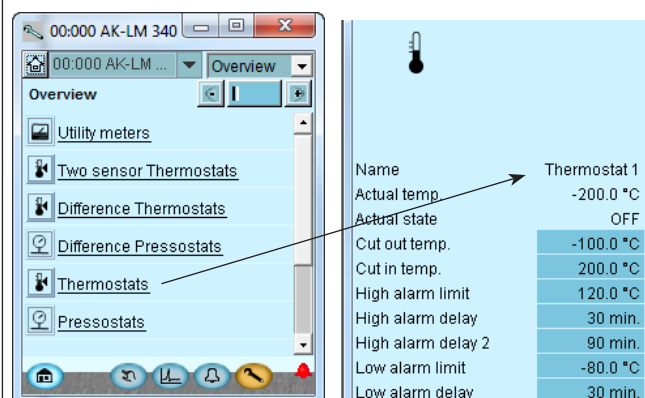 00:000 AK-LM 340
00:000 AK-LM ...
Overview
Overview
Utility meters
Two sensor Thermostats
Difference Thermostats
Difference Pressostats
Thermostats
Pressostats
Name Thermostat 1
Actual temp. -200.0 °C
Actual state OFF
Cut out temp. -100.0 °C
Cut in temp. 200.0 °C
High alarm limit 120.0 °C
High alarm delay 30 min.
High alarm delay 2 90 min.
Low alarm limit -80.0 °C
Low alarm delay 30 min.